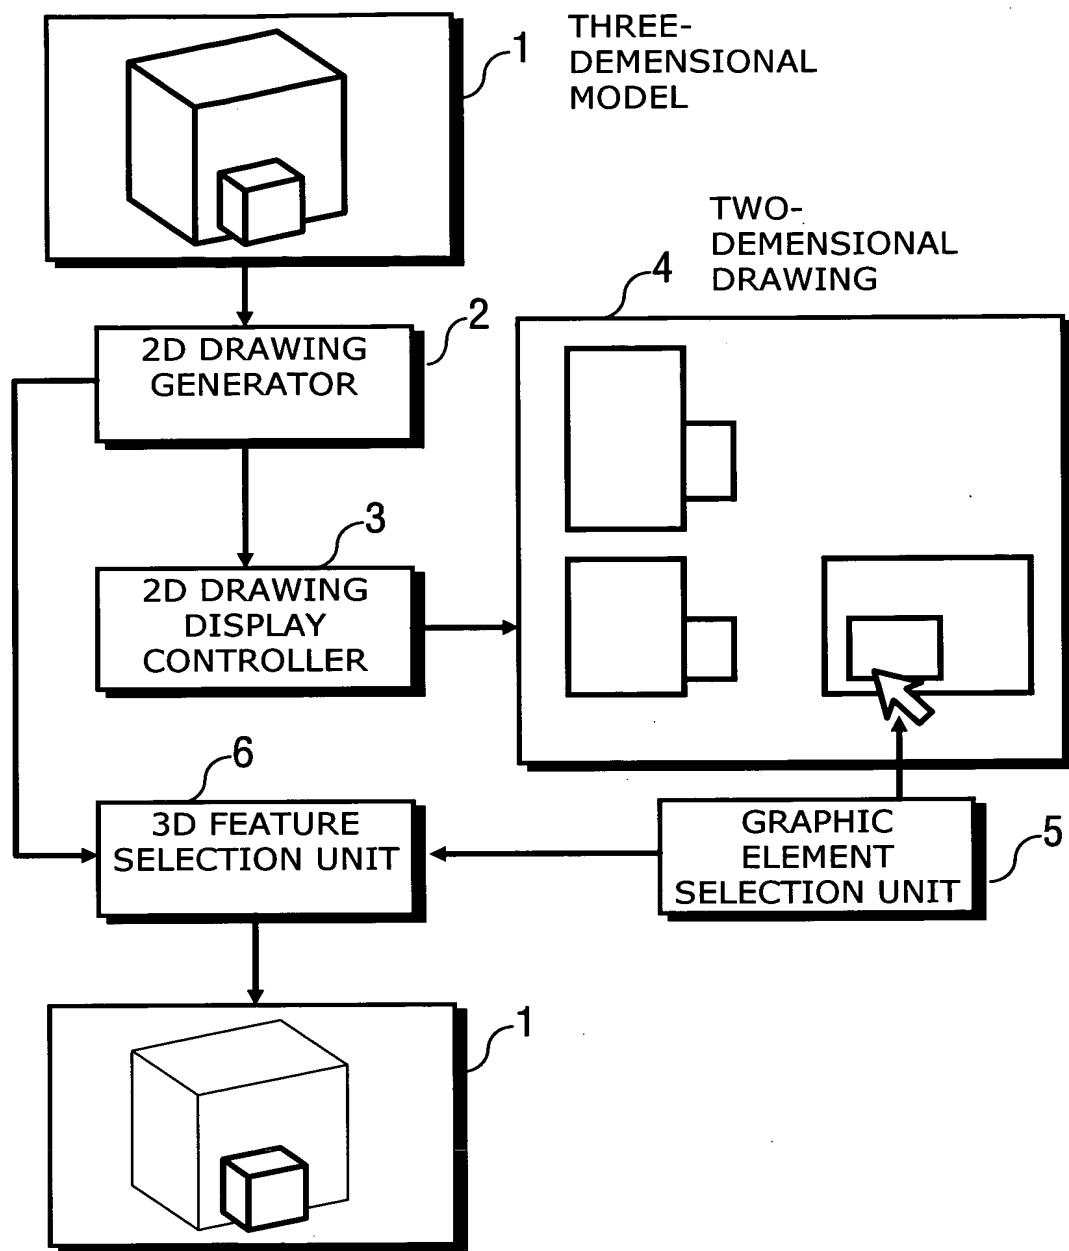 1
THREE-
DEMENSIONAL
MODEL
TWO-
DEMENSIONAL
DRAWING
4
2
2D DRAWING
GENERATOR
3
2D DRAWING
DISPLAY
CONTROLLER
6
3D FEATURE
SELECTION UNIT
GRAPHIC
ELEMENT
SELECTION UNIT
5
1